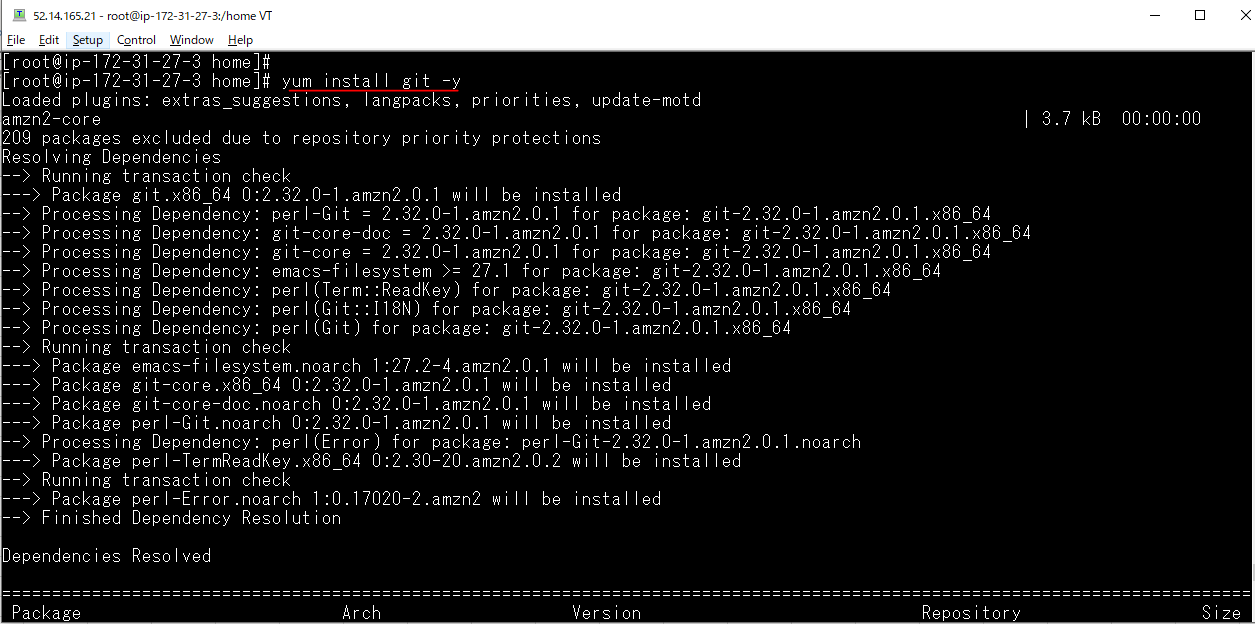 52.14.165.21 - root@ip-172-31-27-3:/home VT
File Edit Setup Control Window Help
[root@ip-172-31-27-3 home]#
[root@ip-172-31-27-3 home]# yum install git -y
Loaded plugins: extras_suggestions, langpacks, priorities, update-motd
amzn2-core | 3.7 kB 00:00:00
209 packages excluded due to repository priority protections
Resolving Dependencies
--> Running transaction check
---> Package git.x86_64 0:2.32.0-1.amzn2.0.1 will be installed
--> Processing Dependency: perl-Git = 2.32.0-1.amzn2.0.1 for package: git-2.32.0-1.amzn2.0.1.x86_64
--> Processing Dependency: git-core-doc = 2.32.0-1.amzn2.0.1 for package: git-2.32.0-1.amzn2.0.1.x86_64
--> Processing Dependency: git-core = 2.32.0-1.amzn2.0.1 for package: git-2.32.0-1.amzn2.0.1.x86_64
--> Processing Dependency: emacs-filesystem >= 27.1 for package: git-2.32.0-1.amzn2.0.1.x86_64
--> Processing Dependency: perl(Term::ReadKey) for package: git-2.32.0-1.amzn2.0.1.x86_64
--> Processing Dependency: perl(Git::I18N) for package: git-2.32.0-1.amzn2.0.1.x86_64
--> Processing Dependency: perl(Git) for package: git-2.32.0-1.amzn2.0.1.x86_64
--> Running transaction check
---> Package emacs-filesystem.noarch 1:27.2-4.amzn2.0.1 will be installed
---> Package git-core.x86_64 0:2.32.0-1.amzn2.0.1 will be installed
---> Package git-core-doc.noarch 0:2.32.0-1.amzn2.0.1 will be installed
---> Package perl-Git.noarch 0:2.32.0-1.amzn2.0.1 will be installed
--> Processing Dependency: perl(Error) for package: perl-Git-2.32.0-1.amzn2.0.1.noarch
---> Package perl-TermReadKey.x86_64 0:2.30-20.amzn2.0.2 will be installed
--> Running transaction check
---> Package perl-Error.noarch 1:0.17020-2.amzn2 will be installed
--> Finished Dependency Resolution
Dependencies Resolved
=============================================================================================================================
Package Arch Version Repository Size